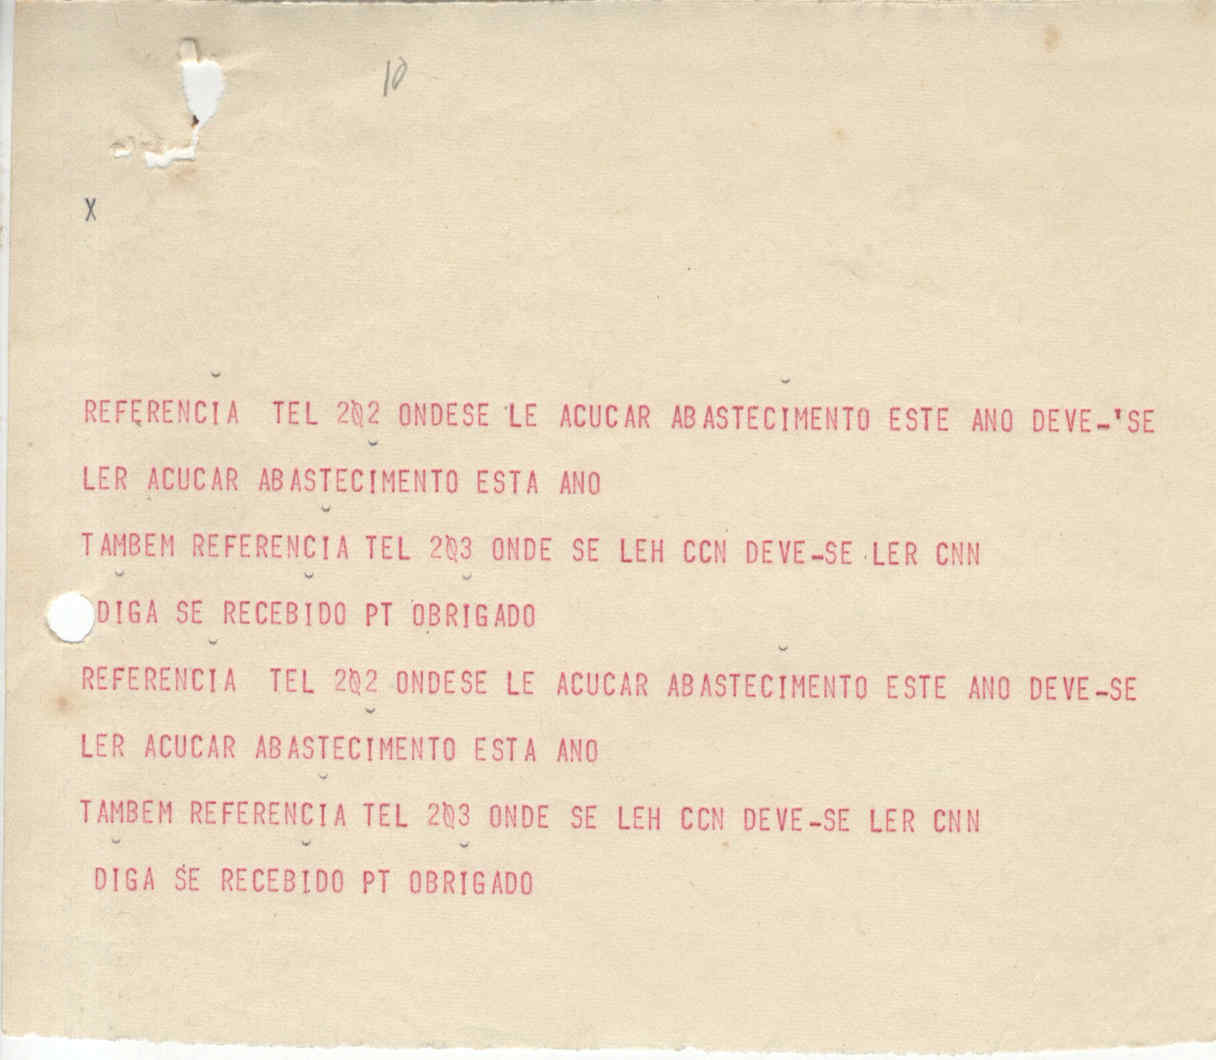 10
X
REFERENCIA TEL 202 ONDESE LE ACUCAR ABASTECIMENTO ESTE ANO DEVE-'SE
LER ACUCAR ABASTECIMENTO ESTA ANO
TAMBEM REFERENCIA TEL 203 ONDE SE LEH CCN DEVE-SE LER CNN
DIGA SE RECEBIDO PT OBRIGADO
REFERENCIA TEL 202 ONDESE LE ACUCAR ABASTECIMENTO ESTE ANO DEVE-SE
LER ACUCAR ABASTECIMENTO ESTA ANO
TAMBEM REFERENCIA TEL 203 ONDE SE LEH CCN DEVE-SE LER CNN
DIGA SE RECEBIDO PT OBRIGADO